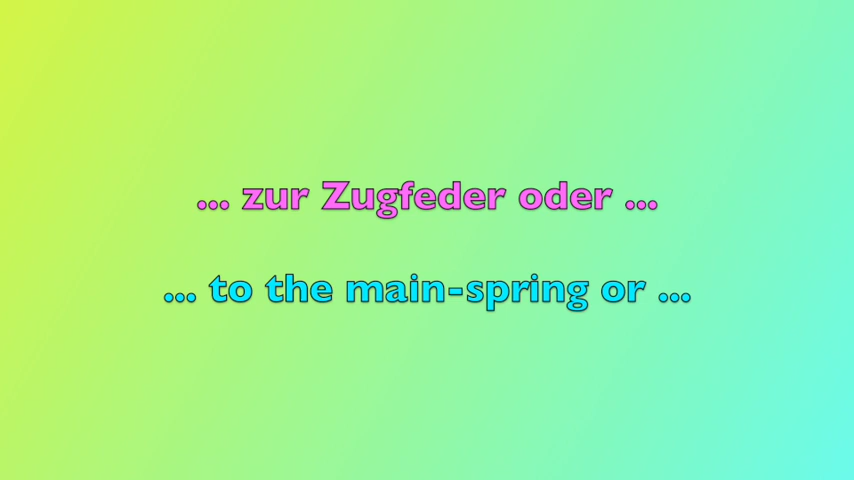 ... zur Zugfeder oder ...
... to the main-spring or ...